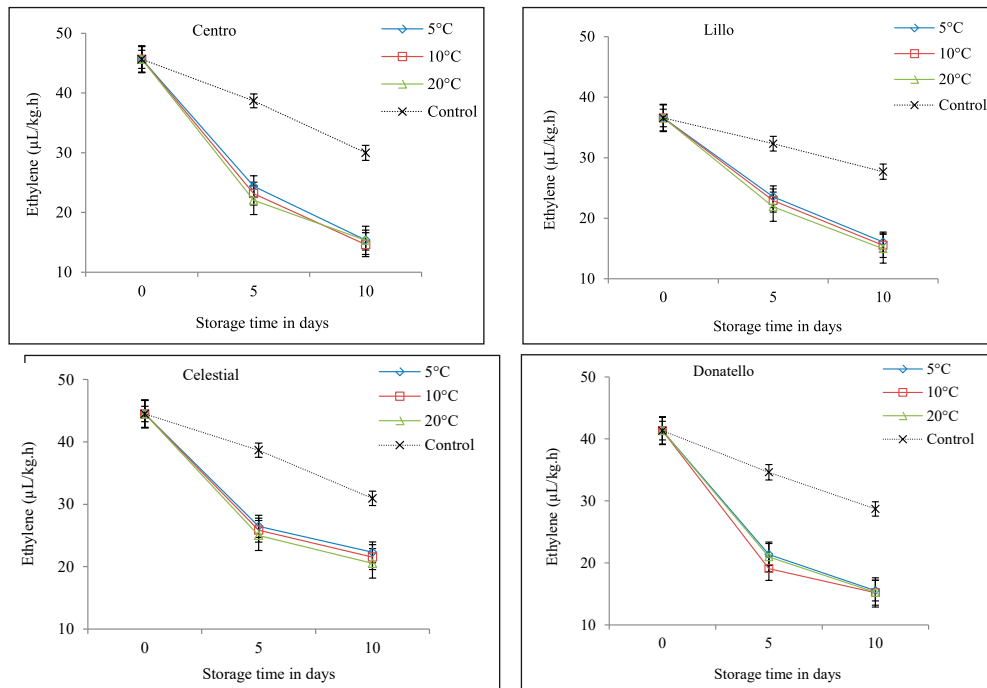 Centro
5°C
10°C
20°C
Control
50
40
30
20
10
Ethylene (µL/kg.h)
0 5 10
Storage time in days
Lillo
5°C
10°C
20°C
Control
50
40
30
20
10
Ethylene (µL/kg.h)
0 5 10
Storage time in days
Celestial
5°C
10°C
20°C
Control
50
40
30
20
10
Ethylene (µL/kg.h)
0 5 10
Storage time in days
Donatello
5°C
10°C
20°C
Control
50
40
30
20
10
Ethylene (µL/kg.h)
0 5 10
Storage time in days